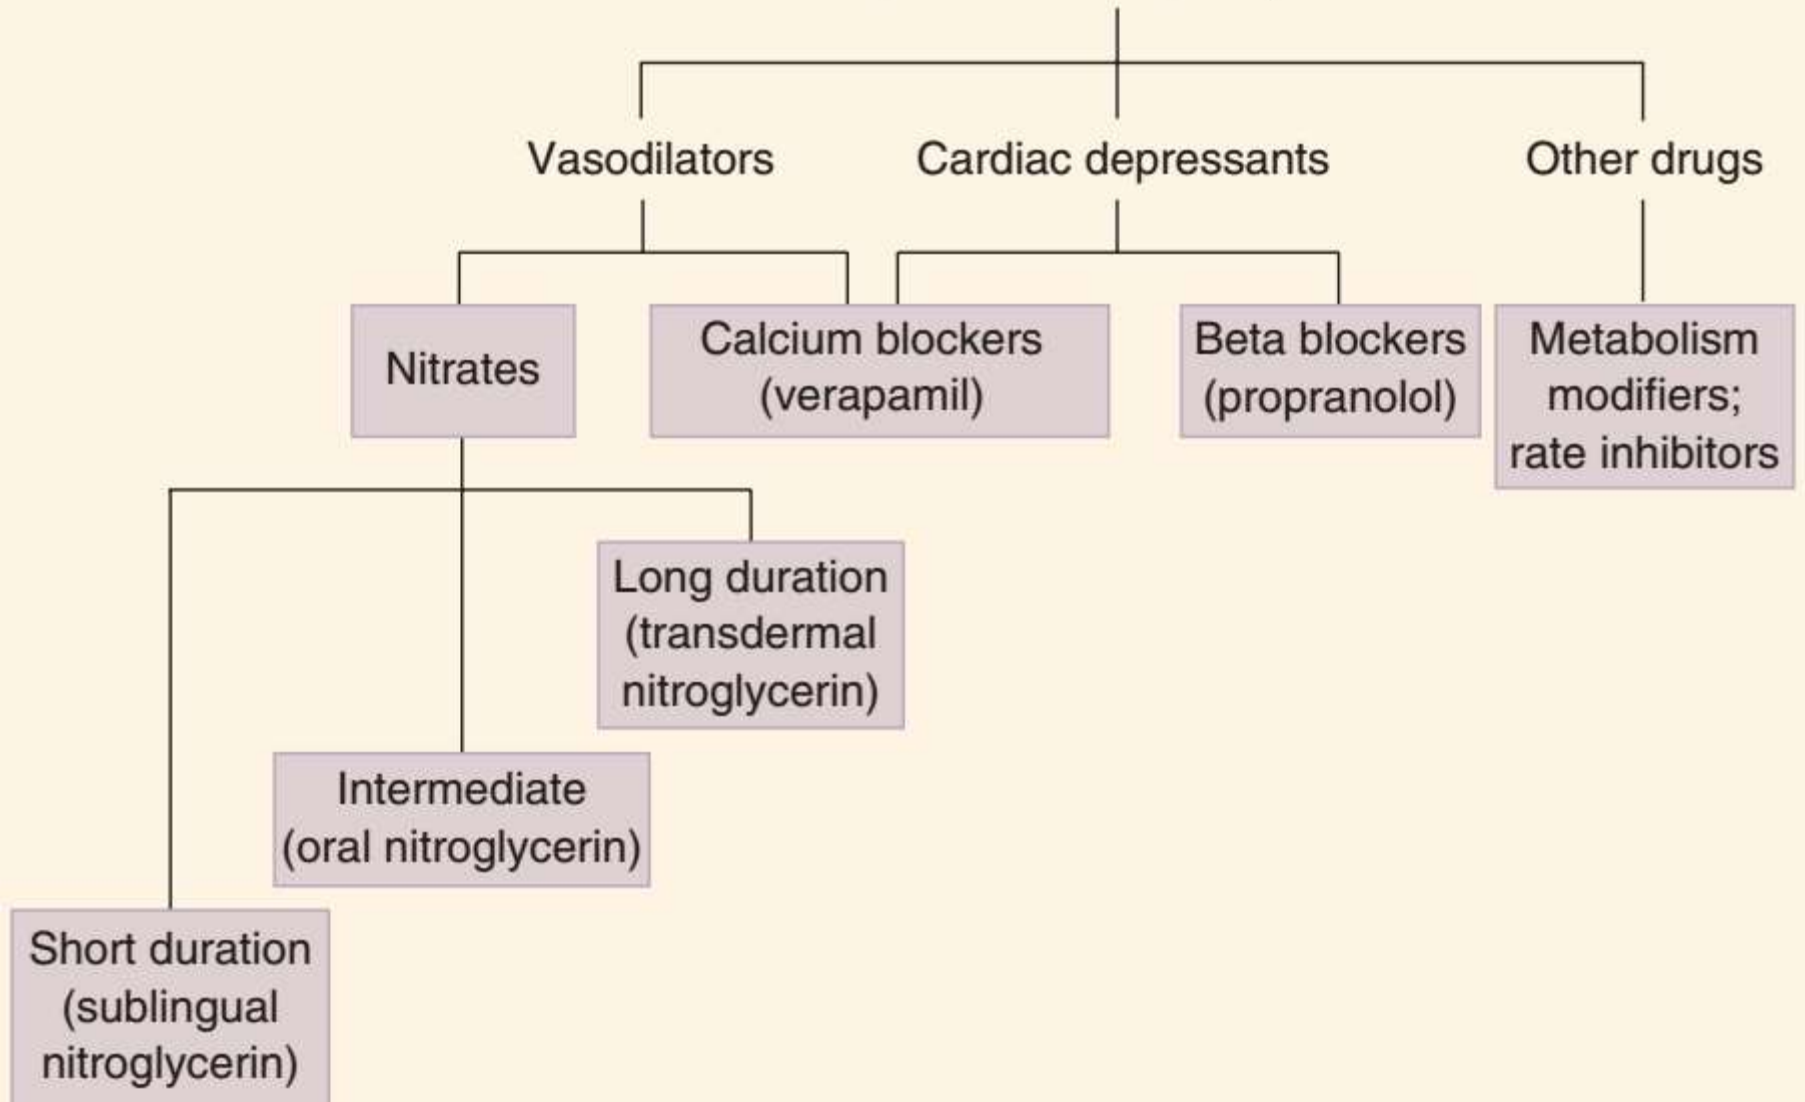 Vasodilators
Cardiac depressants
Other drugs
Nitrates
Calcium blockers
(verapamil)
Beta blockers
(propranolol)
Metabolism
modifiers;
rate inhibitors
Long duration
(transdermal
nitroglycerin)
Intermediate
(oral nitroglycerin)
Short duration
(sublingual
nitroglycerin)